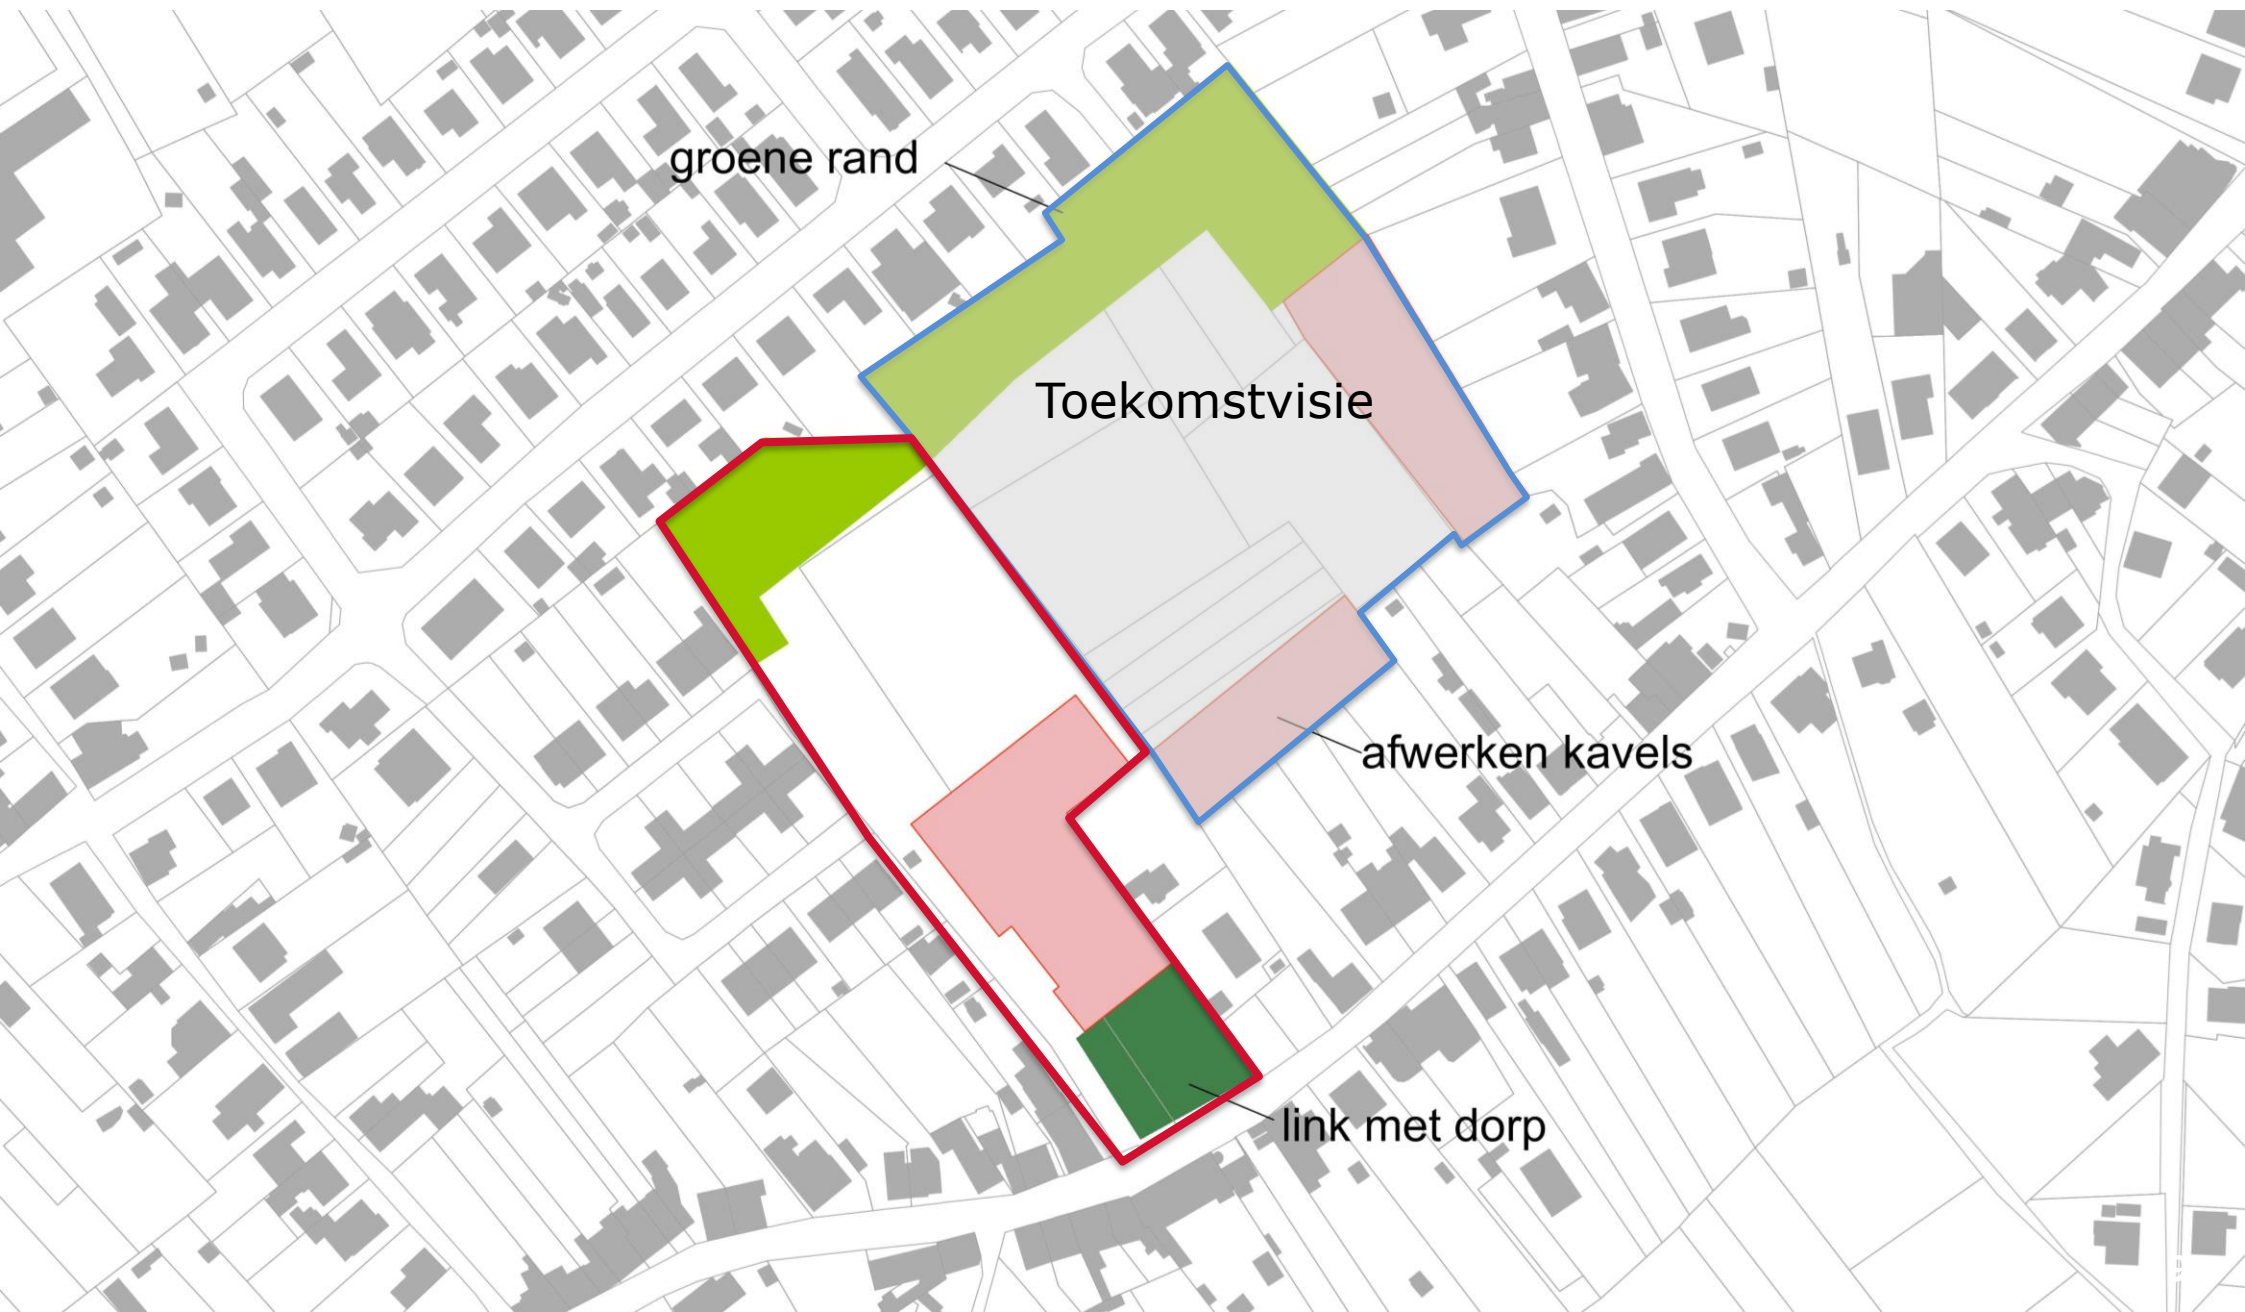 groene rand
Toekomstvisie
afwerken kavels
link met dorp